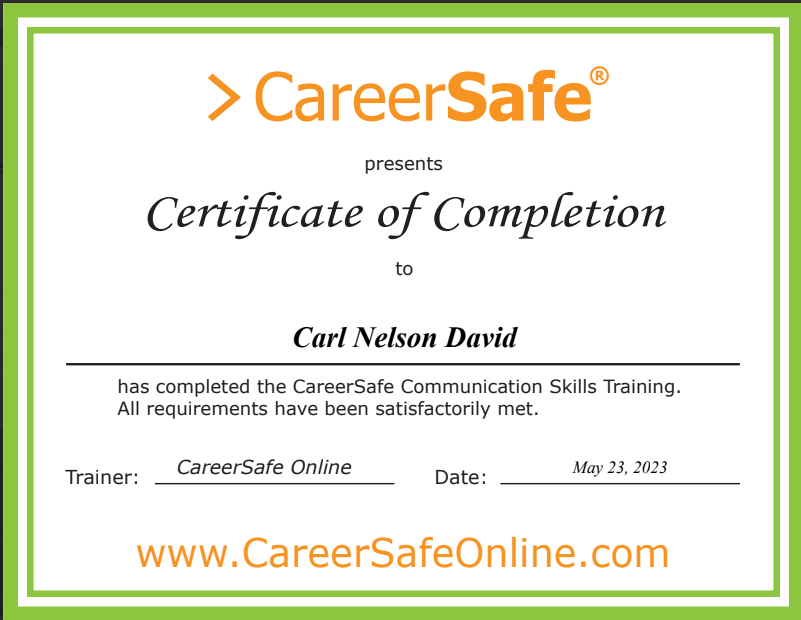 > CareerSafe®
presents
Certificate of Completion
to
Carl Nelson David
has completed the CareerSafe Communication Skills Training.
All requirements have been satisfactorily met.
Trainer: CareerSafe Online Date: May 23, 2023
www.CareerSafeOnline.com